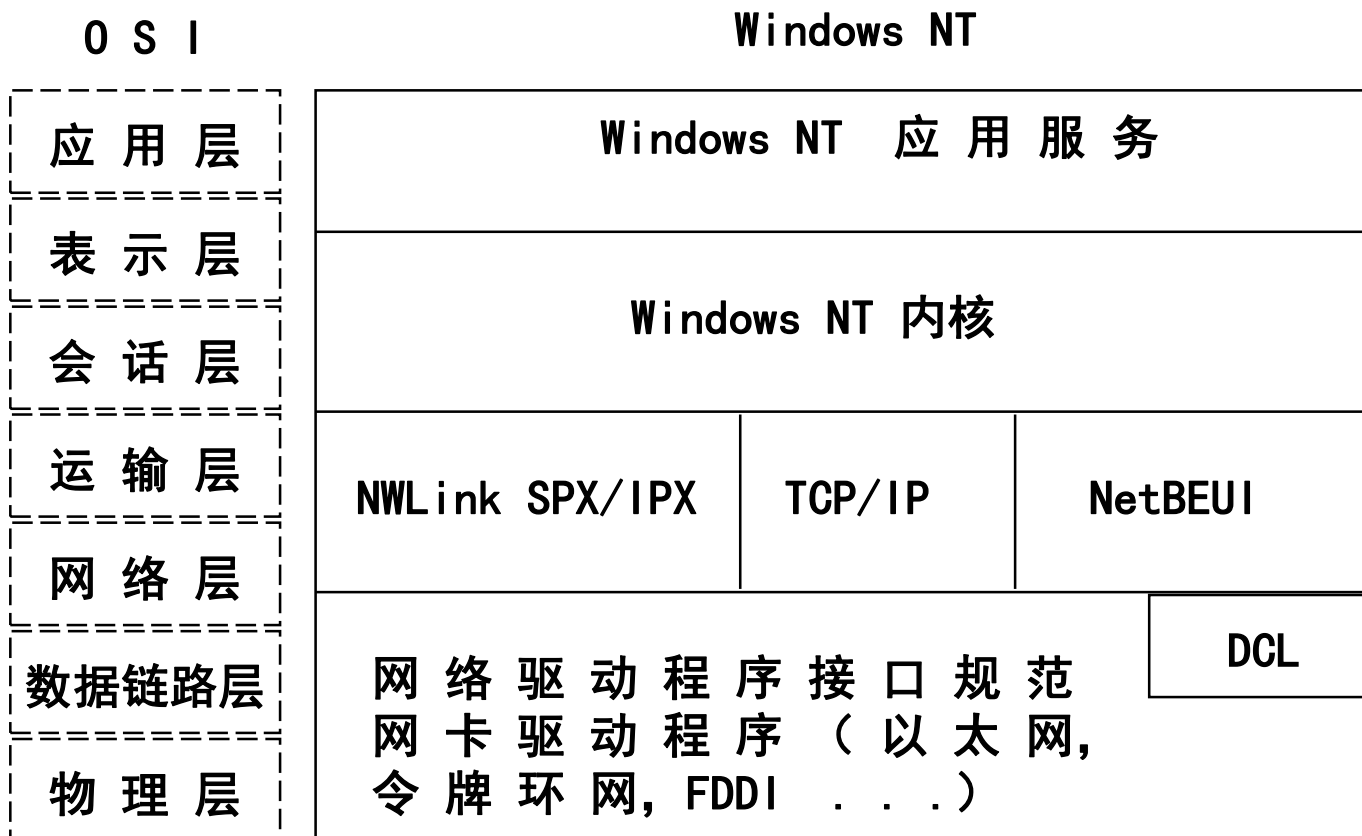 O S I
Windows NT
应 用 层
表 示 层
会 话 层
运 输 层
网 络 层
数据链路层
物 理 层
Windows NT 应 用 服 务
Windows NT 内核
NWLink SPX/IPX
TCP/IP
NetBEUI
DCL
网 络 驱 动 程 序 接 口 规 范
网 卡 驱 动 程 序 （ 以 太 网，
令 牌 环 网，FDDI . . .）